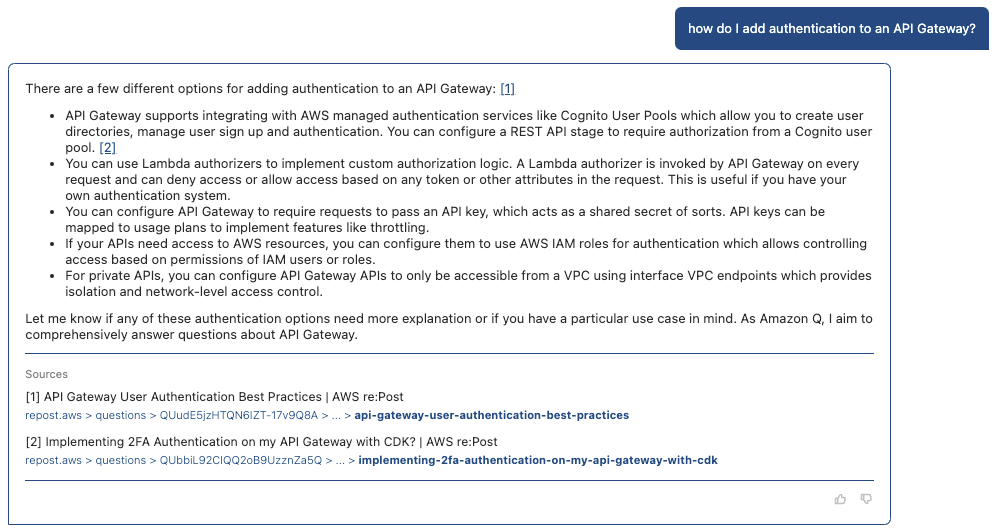 how do I add authentication to an API Gateway?
There are a few different options for adding authentication to an API Gateway: [1]
• API Gateway supports integrating with AWS managed authentication services like Cognito User Pools which allow you to create user
directories, manage user sign up and authentication. You can configure a REST API stage to require authorization from a Cognito user
pool. [2]
• You can use Lambda authorizers to implement custom authorization logic. A Lambda authorizer is invoked by API Gateway on every
request and can deny access or allow access based on any token or other attributes in the request. This is useful if you have your
own authentication system.
• You can configure API Gateway to require requests to pass an API key, which acts as a shared secret of sorts. API keys can be
mapped to usage plans to implement features like throttling.
• If your APIs need access to AWS resources, you can configure them to use AWS IAM roles for authentication which allows controlling
access based on permissions of IAM users or roles.
• For private APIs, you can configure API Gateway APIs to only be accessible from a VPC using interface VPC endpoints which provides
isolation and network-level access control.
Let me know if any of these authentication options need more explanation or if you have a particular use case in mind. As Amazon Q, I aim to
comprehensively answer questions about API Gateway.
Sources
[1] API Gateway User Authentication Best Practices | AWS re:Post
repost.aws > questions > QUudE5jzHTQN6IZT-17v9Q8A > ... > api-gateway-user-authentication-best-practices
[2] Implementing 2FA Authentication on my API Gateway with CDK? | AWS re:Post
repost.aws > questions > QUbbiL92CIQQ2oB9UzznZa5Q > ... > implementing-2fa-authentication-on-my-api-gateway-with-cdk